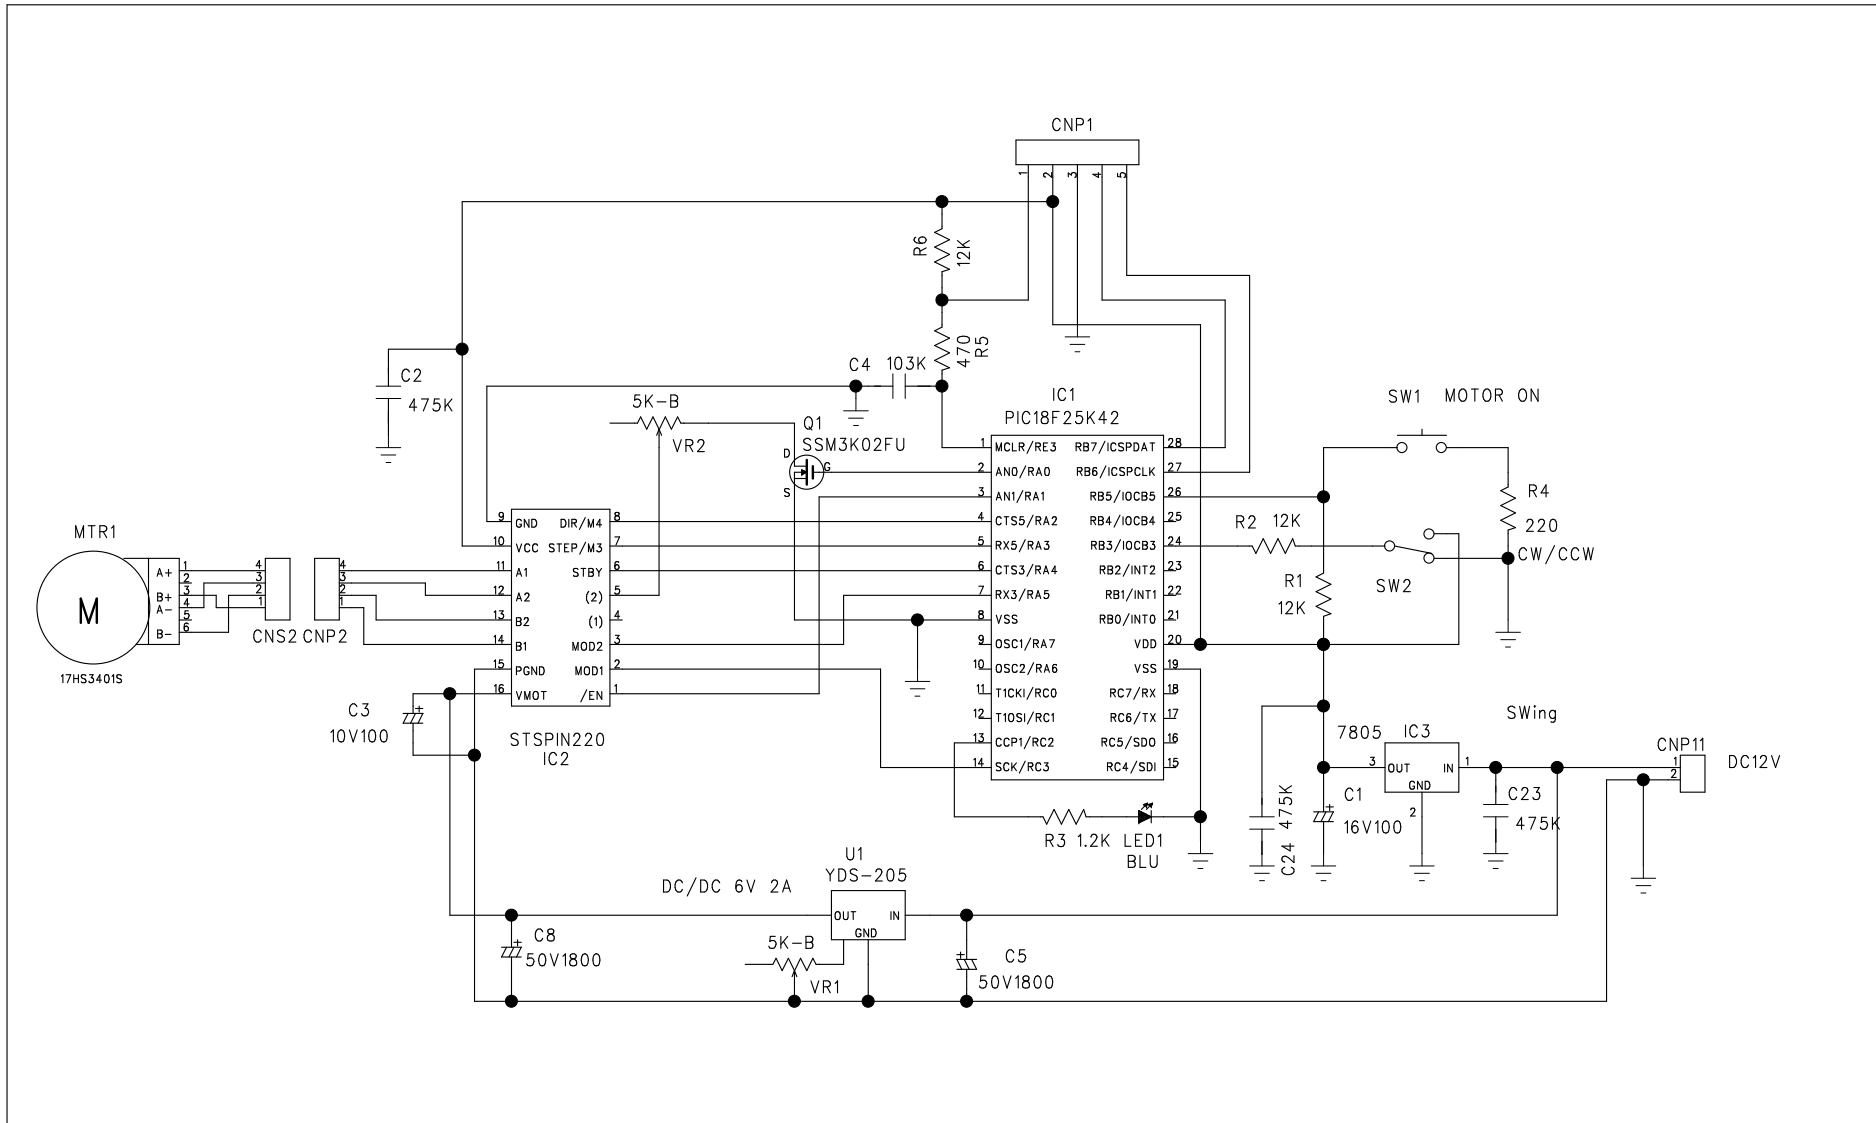 CNP1
1 2 3 4 5
R6
12K
470
R5
C4 103K
C2
475K
5K-B
VR2
Q1
SSM3K02FU
D
G
S
IC1
PIC18F25K42
1 MCLR/RE3 RB7/ICSPDAT 28
2 AN0/RA0 RB6/ICSPCLK 27
3 AN1/RA1 RB5/IOCB5 26
4 CTS5/RA2 RB4/IOCB4 25
5 RX5/RA3 RB3/IOCB3 24
6 CTS3/RA4 RB2/INT2 23
7 RX3/RA5 RB1/INT1 22
8 VSS RB0/INT0 21
9 OSC1/RA7 VDD 20
10 OSC2/RA6 VSS 19
11 T1CKI/RC0 RC7/RX 18
12 T1OSI/RC1 RC6/TX 17
13 CCP1/RC2 RC5/SDO 16
14 SCK/RC3 RC4/SDI 15
SW1 MOTOR ON
R4
220
R2 12K
CW/CCW
SW2
R1
12K
MTR1
M
17HS3401S
A+ 1
2
B+ 3
A- 4
5
B- 6
4
3
2
1
CNS2
4
3
2
1
CNP2
9 GND DIR/M4 8
10 VCC STEP/M3 7
11 A1 STBY 6
12 A2 (2) 5
13 B2 (1) 4
14 B1 MOD2 3
15 PGND MOD1 2
16 VMOT /EN 1
STSPIN220
IC2
C3
10V100
+
SWing
7805 IC3
3 OUT IN 1
GND
2
CNP11
1
2
DC12V
C23
475K
C1
16V100
+
475K
C24
R3 1.2K LED1
BLU
U1
YDS-205
DC/DC 6V 2A
OUT IN
GND
C8
50V1800
+
5K-B
VR1
C5
50V1800
+